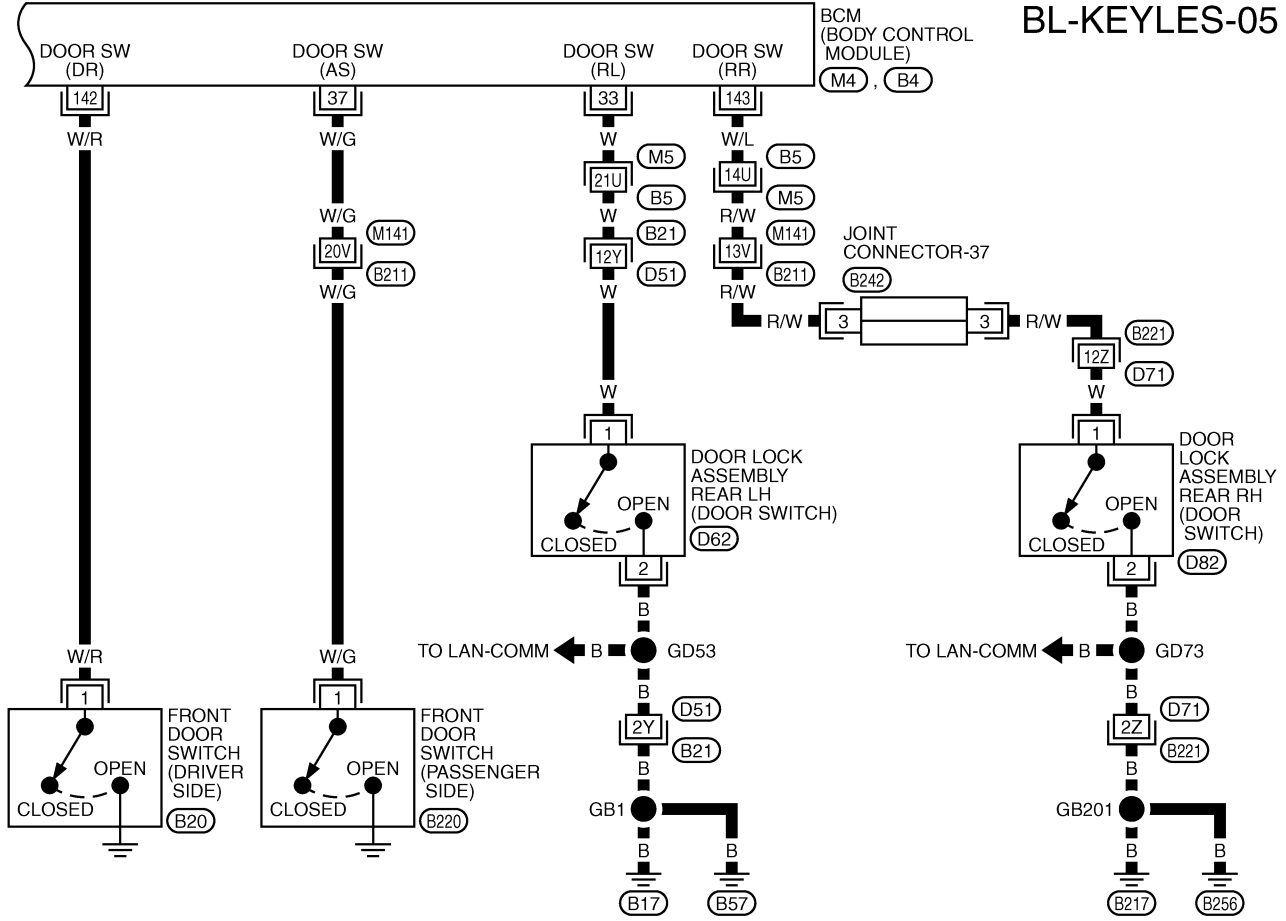 BL-KEYLES-05
BCM
(BODY CONTROL
MODULE)
M4 , B4
DOOR SW
(DR)
DOOR SW
(AS)
DOOR SW
(RL)
DOOR SW
(RR)
142
37
33
143
W/R
W/G
W
W/L
M5
B5
21U
14U
B5
M5
W/G
W
R/W
M141
B21
M141
20V
12Y
13V
B211
D51
B211
W/G
W
R/W
JOINT
CONNECTOR-37
B242
R/W
3
3
R/W
B221
12Z
D71
W
W
1
1
DOOR LOCK
ASSEMBLY
REAR LH
(DOOR SWITCH)
D62
OPEN
CLOSED
DOOR
LOCK
ASSEMBLY
REAR RH
(DOOR
SWITCH)
D82
OPEN
CLOSED
2
2
B
B
TO LAN-COMM
B
GD53
TO LAN-COMM
B
GD73
W/R
W/G
B
B
1
1
D51
D71
2Y
2Z
B21
B221
FRONT
DOOR
SWITCH
(DRIVER
SIDE)
B20
OPEN
CLOSED
FRONT
DOOR
SWITCH
(PASSENGER
SIDE)
B220
OPEN
CLOSED
B
B
GB1
GB201
B
B
B
B
B17
B57
B217
B256